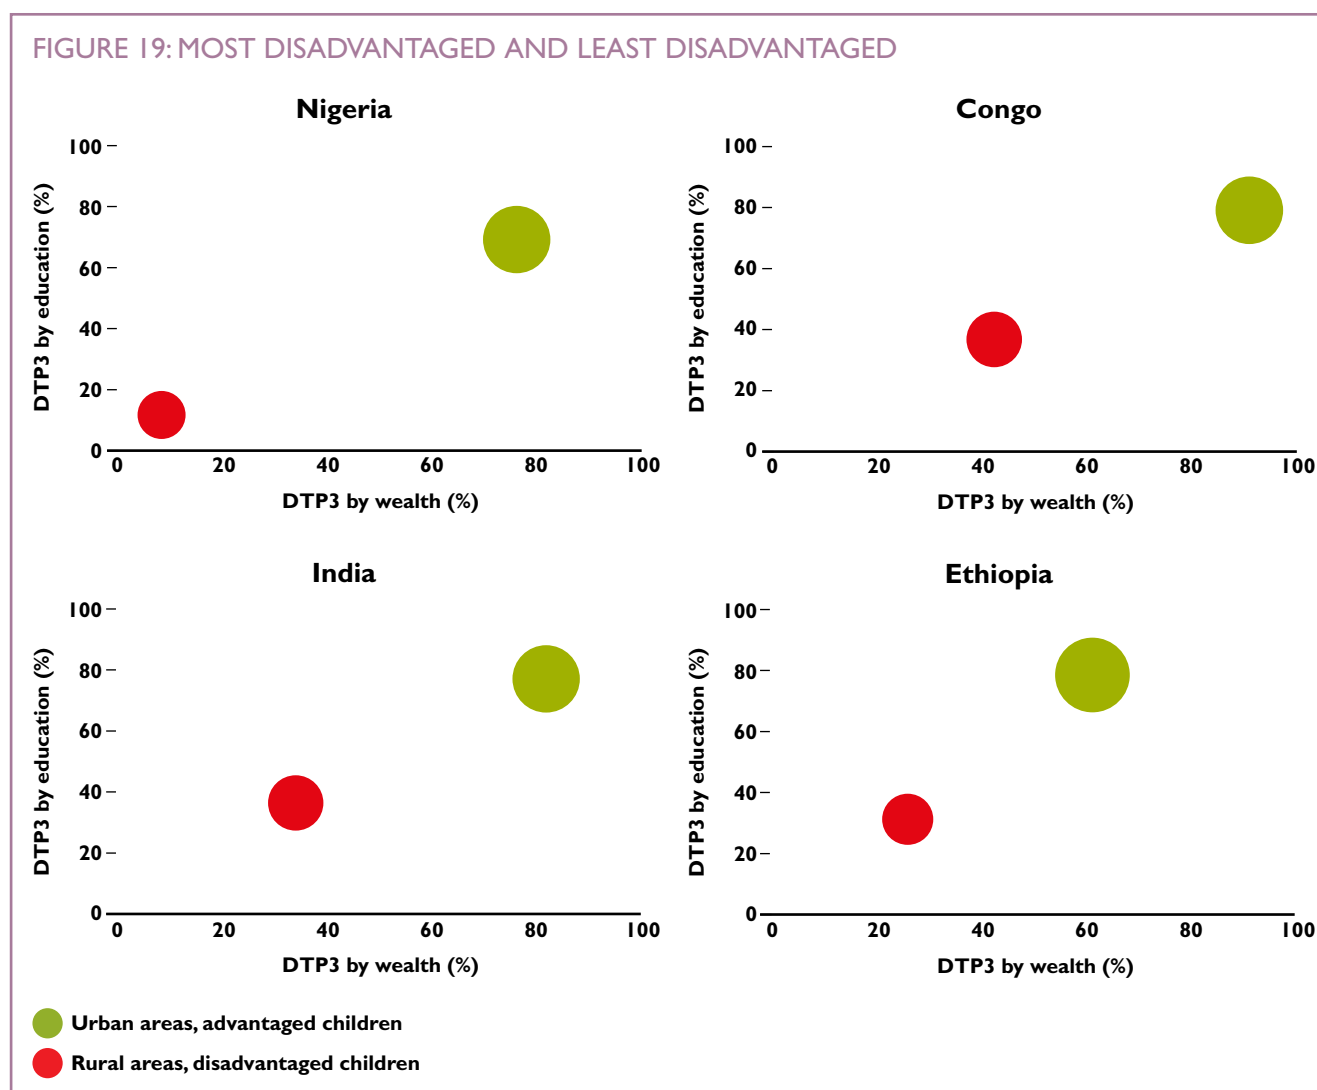 FIGURE 19: MOST DISADVANTAGED AND LEAST DISADVANTAGED
Nigeria
DTP3 by education (%)
100
80
60
40
20
0
0 20 40 60 80 100
DTP3 by wealth (%)
Congo
DTP3 by education (%)
100
80
60
40
20
0
0 20 40 60 80 100
DTP3 by wealth (%)
India
DTP3 by education (%)
100
80
60
40
20
0
0 20 40 60 80 100
DTP3 by wealth (%)
Ethiopia
DTP3 by education (%)
100
80
60
40
20
0
0 20 40 60 80 100
DTP3 by wealth (%)
Urban areas, advantaged children
Rural areas, disadvantaged children